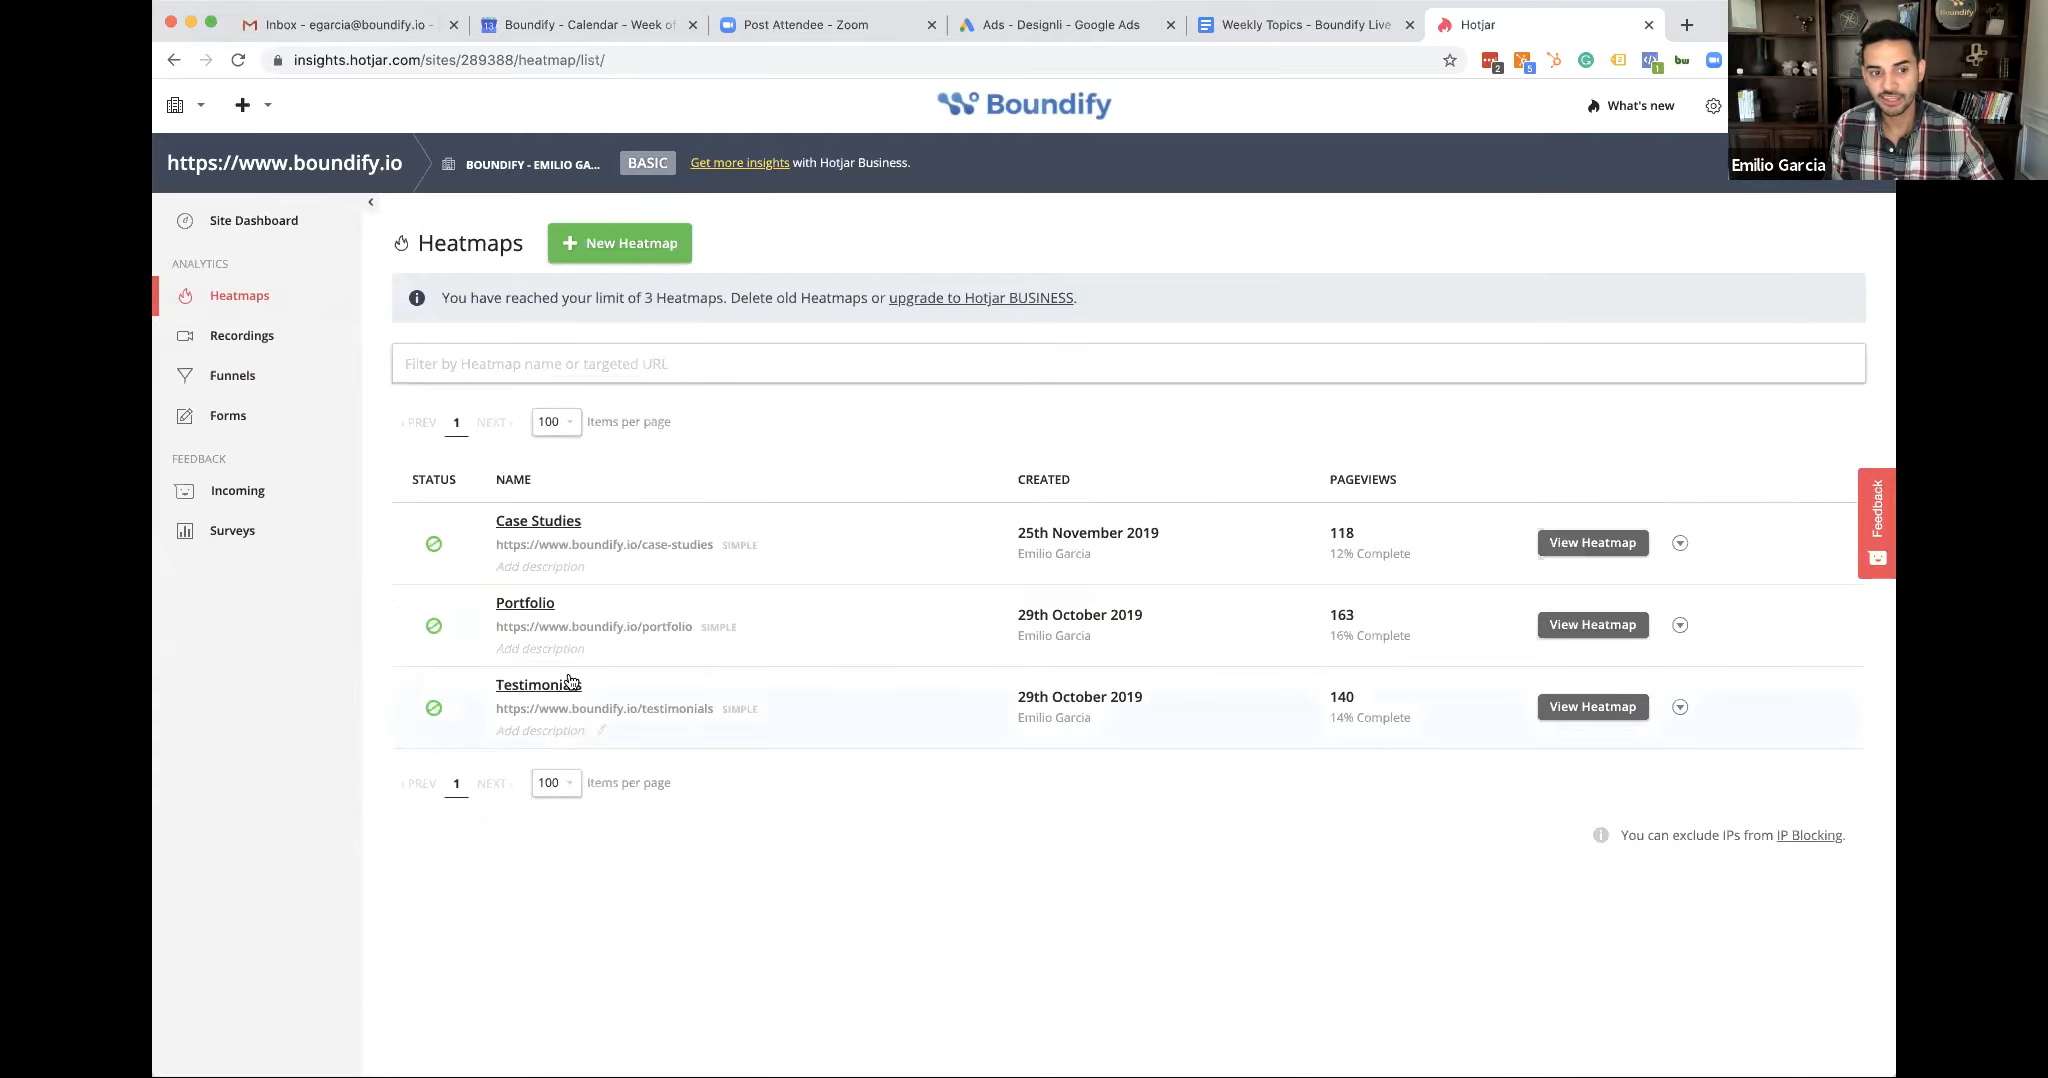 Inbox - egarcia@boundify.io -
13
Boundify - Calendar - Week of
Post Attendee - Zoom
Ads - Designli - Google Ads
Weekly Topics - Boundify Live
Hotjar
insights.hotjar.com/sites/289388/heatmap/list/
2
5
2
1
bw
Boundify
What's new
Boundify
https://www.boundify.io
BOUNDIFY - EMILIO GA...
BASIC
Get more insights with Hotjar Business.
Emilio Garcia
Site Dashboard
ANALYTICS
Heatmaps
Recordings
Funnels
Forms
FEEDBACK
Incoming
Surveys
Heatmaps
New Heatmap
You have reached your limit of 3 Heatmaps. Delete old Heatmaps or upgrade to Hotjar BUSINESS.
Filter by Heatmap name or targeted URL
‹ PREV 1 NEXT › 100 Items per page
STATUS NAME CREATED PAGEVIEWS
Case Studies
https://www.boundify.io/case-studies SIMPLE
Add description
25th November 2019
Emilio Garcia
118
12% Complete
View Heatmap
Portfolio
https://www.boundify.io/portfolio SIMPLE
Add description
29th October 2019
Emilio Garcia
163
16% Complete
View Heatmap
Testimonials
https://www.boundify.io/testimonials SIMPLE
Add description
29th October 2019
Emilio Garcia
140
14% Complete
View Heatmap
‹ PREV 1 NEXT › 100 Items per page
You can exclude IPs from IP Blocking.
Feedback